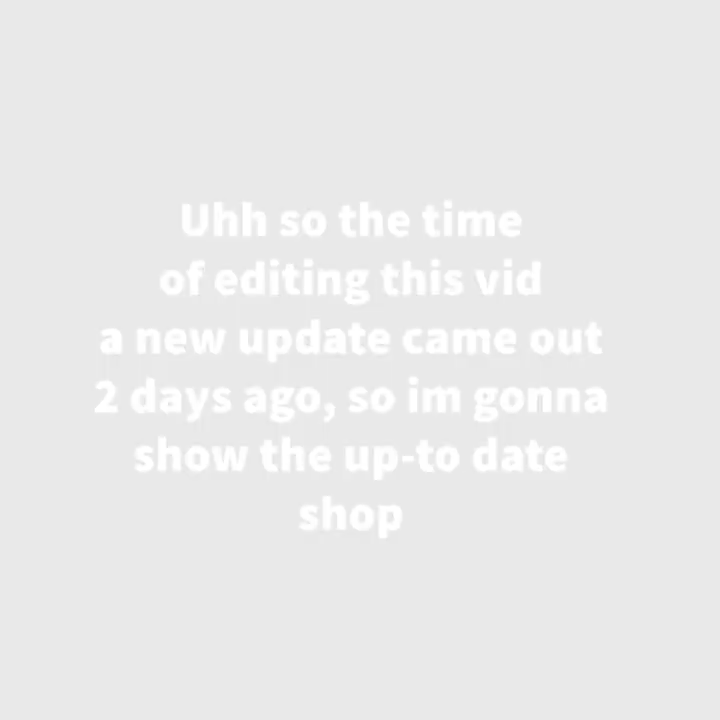 Uhh so the time
of editing this vid
a new update came out
2 days ago, so im gonna
show the up-to date
shop